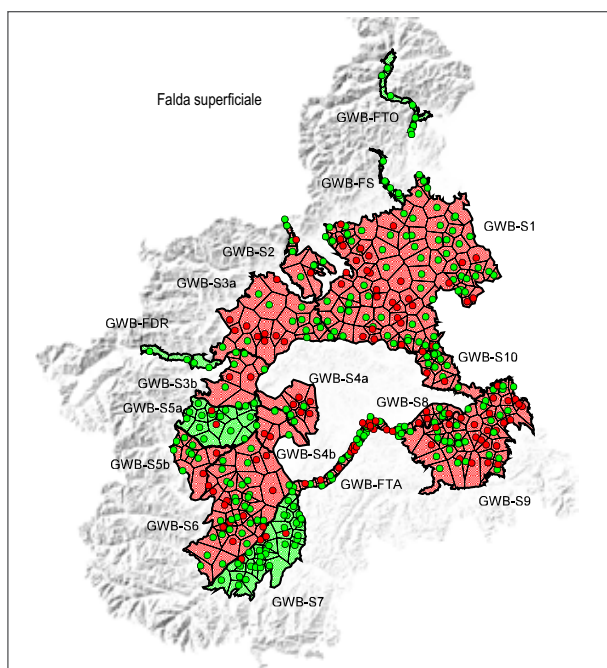 Falda superficiale
GWB-FTO
GWB-FS
GWB-S1
GWB-S2
GWB-S3a
GWB-FDR
GWB-S10
GWB-S3b
GWB-S4a
GWB-S5a
GWB-S8
GWB-S4b
GWB-S5b
GWB-FTA
GWB-S9
GWB-S6
GWB-S7